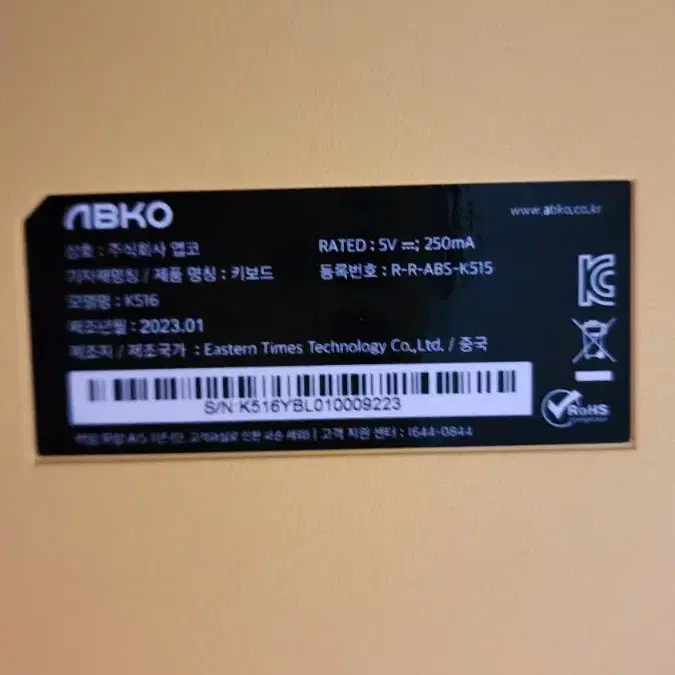 ABKO
www.abko.co.kr
상호 : 주식회사 앱코
RATED : 5V ⎓; 250mA
기자재명칭 / 제품 명칭 : 키보드
등록번호 : R-R-ABS-K515
모델명 : K516
제조년월 : 2023.01
제조자 / 제조국가 : Eastern Times Technology Co.,Ltd. / 중국
S/N:K516YBL010009223
RoHS
고객 지원 센터 : 1644-0844